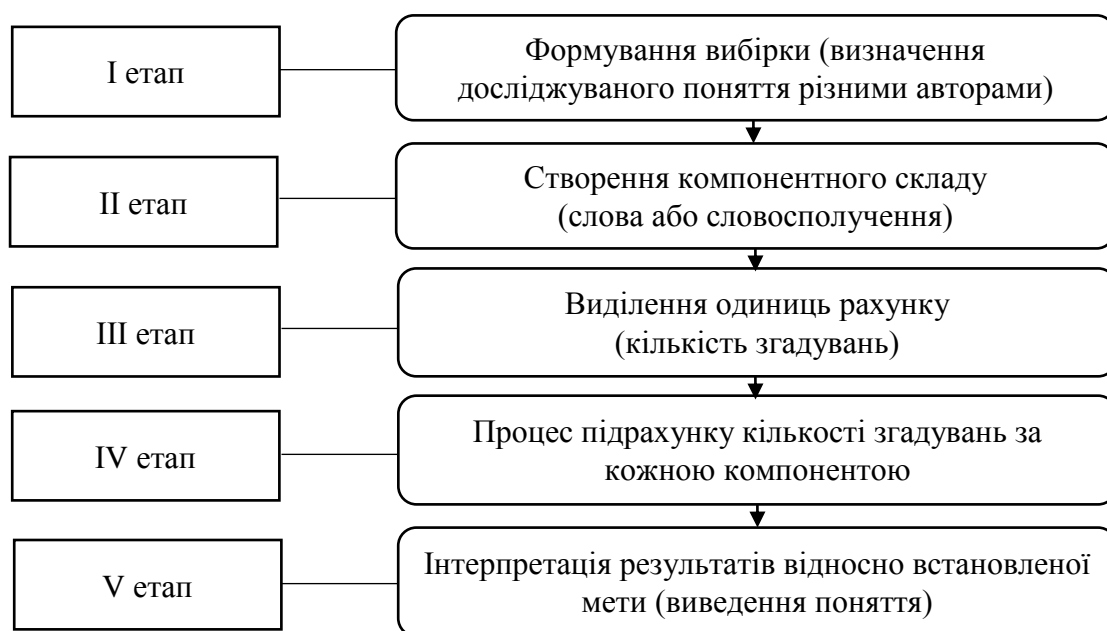 I етап
Формування вибірки (визначення
досліджуваного поняття різними авторами)
II етап
Створення компонентного складу
(слова або словосполучення)
III етап
Виділення одиниць рахунку
(кількість згадувань)
IV етап
Процес підрахунку кількості згадувань за
кожною компонентою
V етап
Інтерпретація результатів відносно встановленої
мети (виведення поняття)